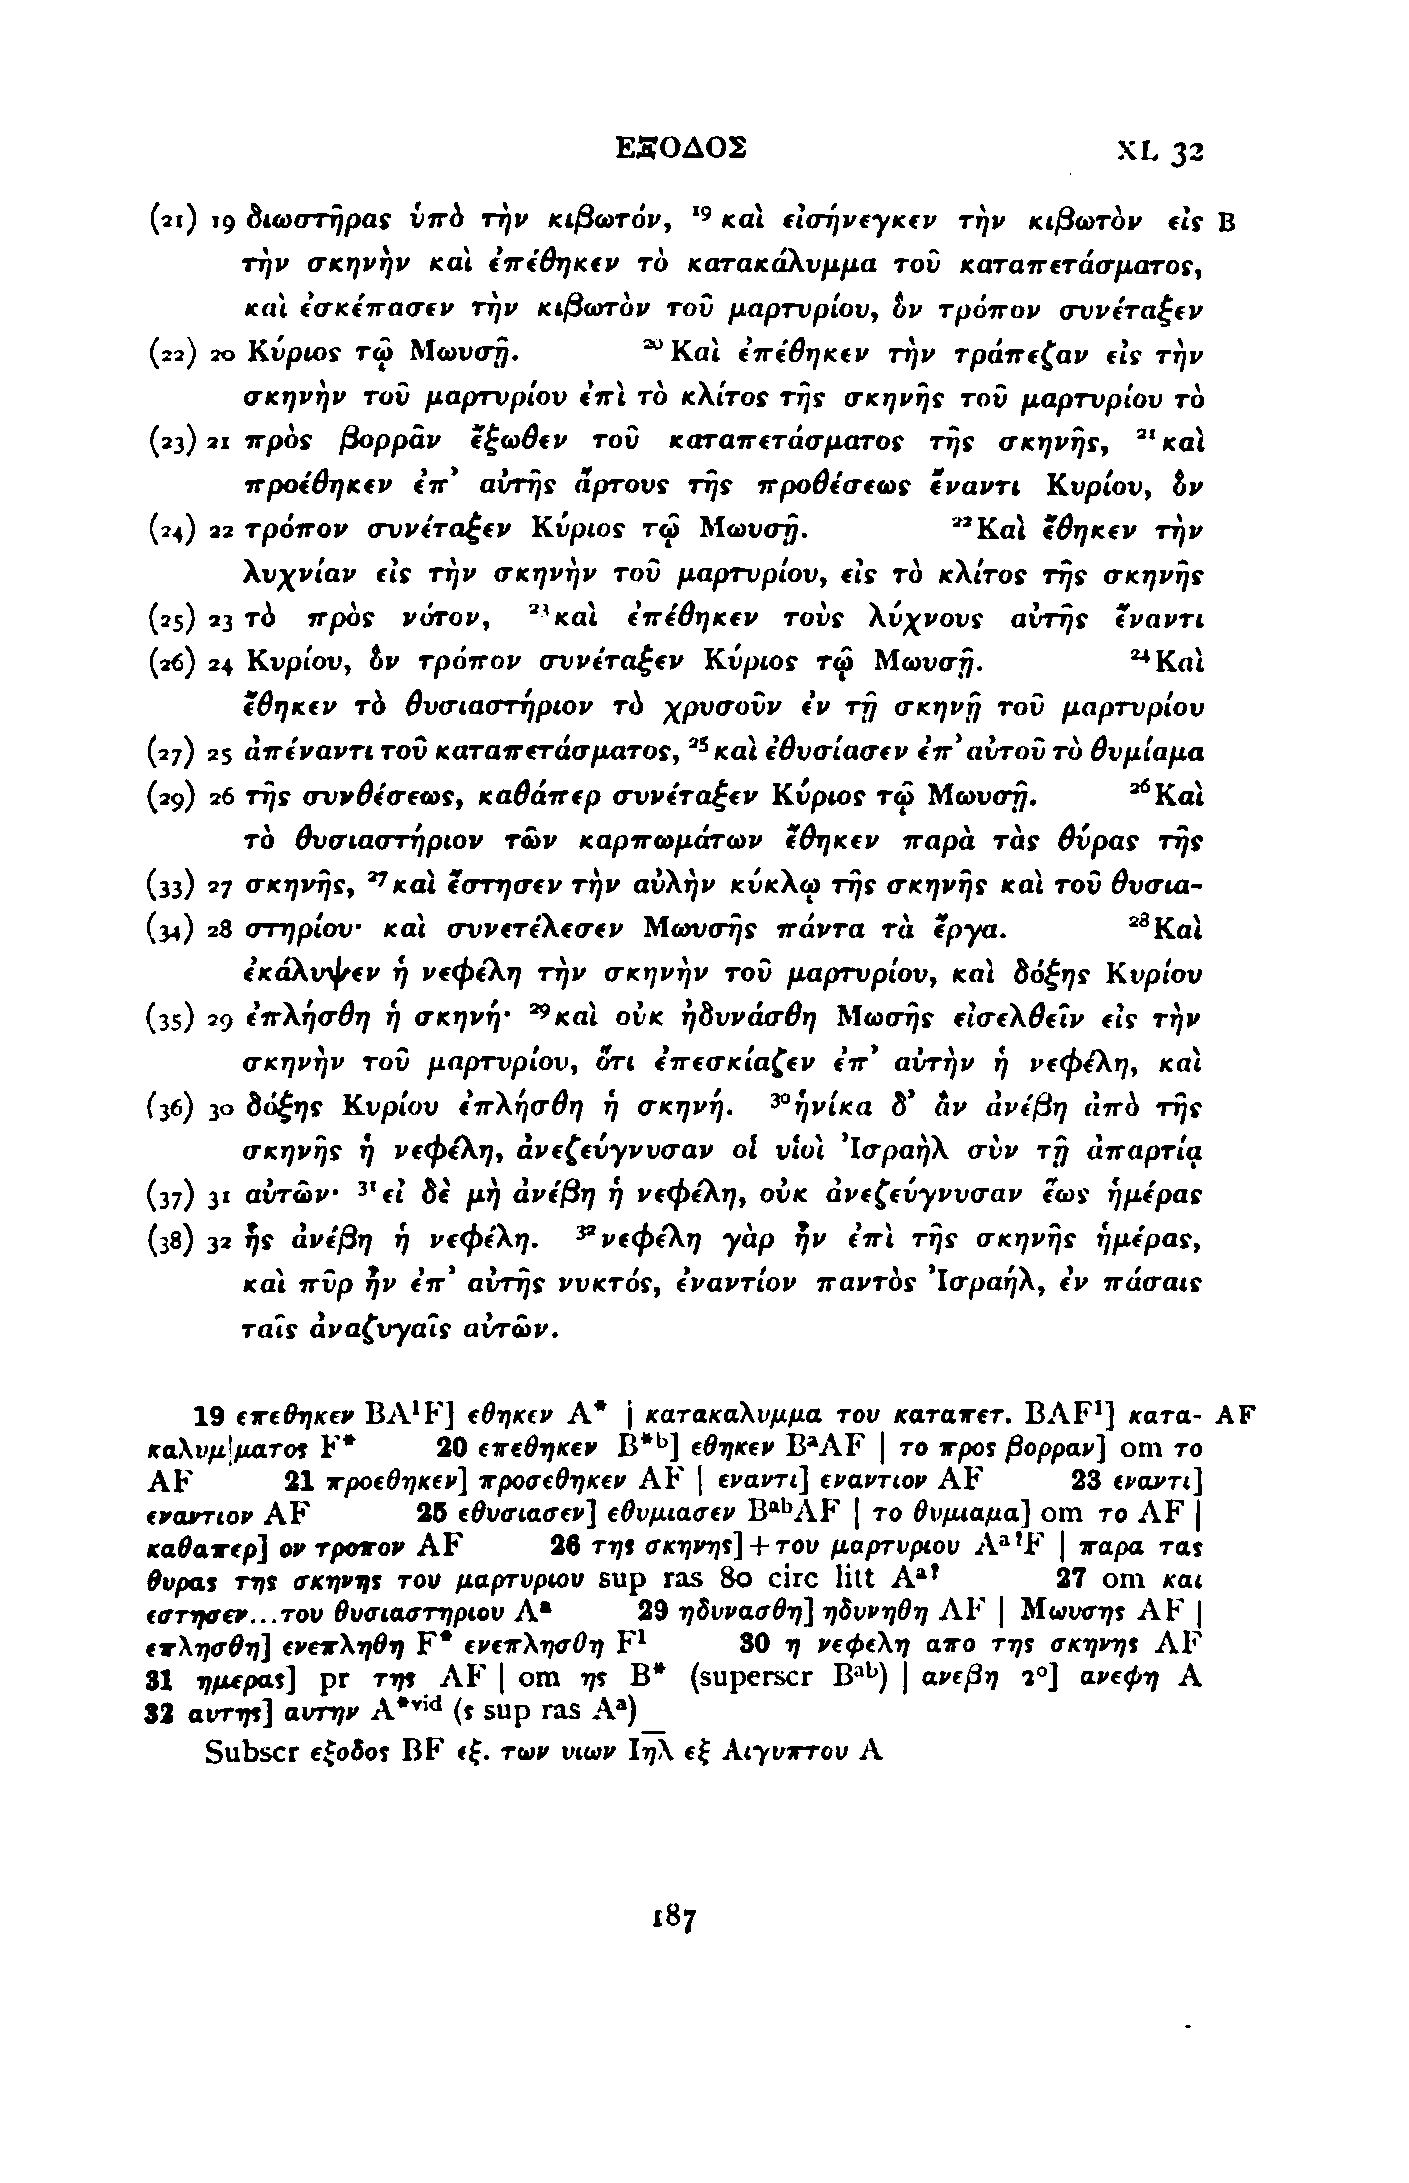 ΕΞΟΔΟΣ XL 32
(21) 19 διωστῆρας ὑπὸ τὴν κιβωτόν, ¹⁹καὶ εἰσήνεγκεν τὴν κιβωτὸν εἰς B
τὴν σκηνὴν καὶ ἐπέθηκεν τὸ κατακάλυμμα τοῦ καταπετάσματος,
καὶ ἐσκέπασεν τὴν κιβωτὸν τοῦ μαρτυρίου, ὃν τρόπον συνέταξεν
(22) 20 Κύριος τῷ Μωυσῇ. ²⁰Καὶ ἐπέθηκεν τὴν τράπεζαν εἰς τὴν
σκηνὴν τοῦ μαρτυρίου ἐπὶ τὸ κλίτος τῆς σκηνῆς τοῦ μαρτυρίου τὸ
(23) 21 πρὸς βορρᾶν ἔξωθεν τοῦ καταπετάσματος τῆς σκηνῆς, ²¹καὶ
προέθηκεν ἐπ’ αὐτῆς ἄρτους τῆς προθέσεως ἔναντι Κυρίου, ὃν
(24) 22 τρόπον συνέταξεν Κύριος τῷ Μωυσῇ. ²²Καὶ ἔθηκεν τὴν
λυχνίαν εἰς τὴν σκηνὴν τοῦ μαρτυρίου, εἰς τὸ κλίτος τῆς σκηνῆς
(25) 23 τὸ πρὸς νότον, ²³καὶ ἐπέθηκεν τοὺς λύχνους αὐτῆς ἔναντι
(26) 24 Κυρίου, ὃν τρόπον συνέταξεν Κύριος τῷ Μωυσῇ. ²⁴Καὶ
ἔθηκεν τὸ θυσιαστήριον τὸ χρυσοῦν ἐν τῇ σκηνῇ τοῦ μαρτυρίου
(27) 25 ἀπέναντι τοῦ καταπετάσματος, ²⁵καὶ ἐθυσίασεν ἐπ’ αὐτοῦ τὸ θυμίαμα
(29) 26 τῆς συνθέσεως, καθάπερ συνέταξεν Κύριος τῷ Μωυσῇ. ²⁶Καὶ
τὸ θυσιαστήριον τῶν καρπωμάτων ἔθηκεν παρὰ τὰς θύρας τῆς
(33) 27 σκηνῆς, ²⁷καὶ ἔστησεν τὴν αὐλὴν κύκλῳ τῆς σκηνῆς καὶ τοῦ θυσια-
(34) 28 στηρίου· καὶ συνετέλεσεν Μωυσῆς πάντα τὰ ἔργα. ²⁸Καὶ
ἐκάλυψεν ἡ νεφέλη τὴν σκηνὴν τοῦ μαρτυρίου, καὶ δόξης Κυρίου
(35) 29 ἐπλήσθη ἡ σκηνή· ²⁹καὶ οὐκ ἠδυνάσθη Μωσῆς εἰσελθεῖν εἰς τὴν
σκηνὴν τοῦ μαρτυρίου, ὅτι ἐπεσκίαζεν ἐπ’ αὐτὴν ἡ νεφέλη, καὶ
(36) 30 δόξης Κυρίου ἐπλήσθη ἡ σκηνή. ³⁰ἡνίκα δ’ ἂν ἀνέβη ἀπὸ τῆς
σκηνῆς ἡ νεφέλη, ἀνεζεύγνυσαν οἱ υἱοὶ Ἰσραὴλ σὺν τῇ ἀπαρτίᾳ
(37) 31 αὐτῶν· ³¹εἰ δὲ μὴ ἀνέβη ἡ νεφέλη, οὐκ ἀνεζεύγνυσαν ἕως ἡμέρας
(38) 32 ἧς ἀνέβη ἡ νεφέλη. ³²νεφέλη γὰρ ἦν ἐπὶ τῆς σκηνῆς ἡμέρας,
καὶ πῦρ ἦν ἐπ’ αὐτῆς νυκτός, ἐναντίον παντὸς Ἰσραήλ, ἐν πάσαις
ταῖς ἀναζυγαῖς αὐτῶν.
19 επεθηκεν BA¹F] εθηκεν A* | κατακαλυμμα του καταπετ. BAF¹] κατα- AF
καλυμ|ματος F* 20 επεθηκεν B*ᵇ] εθηκεν BᵃAF | το προς βορραν] om το
AF 21 προεθηκεν] προσεθηκεν AF | εναντι] εναντιον AF 23 εναντι]
εναντιον AF 25 εθυσιασεν] εθυμιασεν BᵃᵇAF | το θυμιαμα] om το AF |
καθαπερ] ον τροπον AF 26 της σκηνης]+του μαρτυριου Aᵃ?F | παρα τας
θυρας της σκηνης του μαρτυριου sup ras 80 circ litt Aᵃ? 27 om και
εστησεν...του θυσιαστηριου A* 29 ηδυνασθη] ηδυνηθη AF | Μωυσης AF |
επλησθη] ενεπληθη F* ενεπλησθη F¹ 30 η νεφελη απο της σκηνης AF
31 ημερας] pr της AF | om ης B* (superscr Bᵃᵇ) | ανεβη 2°] ανεφη A
32 αυτης] αυτην A*ᵛⁱᵈ (ς sup ras Aᵃ)
Subscr εξοδος BF εξ. των υιων Ιη̅λ̅ εξ Αιγυπτου A
187